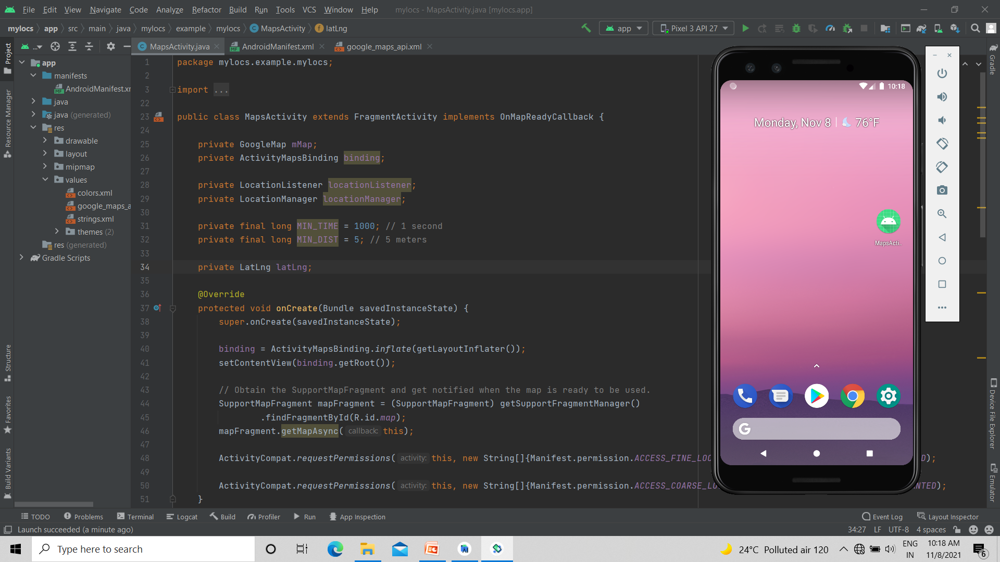 File Edit View Navigate Code Analyze Refactor Build Run Tools VCS Window Help mylocs - MapsActivity.java [mylocs.app]
mylocs app src main java mylocs example mylocs C MapsActivity f latLng app Pixel 3 API 27
... C MapsActivity.java AndroidManifest.xml google_maps_api.xml
Project
Resource Manager
Structure
Favorites
Build Variants
app
manifests
AndroidManifest.xm
java
java (generated)
res
drawable
layout
mipmap
values
colors.xml
google_maps_a
strings.xml
themes (2)
res (generated)
Gradle Scripts
1 package mylocs.example.mylocs;
2
3 import ...
22
23 public class MapsActivity extends FragmentActivity implements OnMapReadyCallback {
24
25 private GoogleMap mMap;
26 private ActivityMapsBinding binding;
27
28 private LocationListener locationListener;
29 private LocationManager locationManager;
30
31 private final long MIN_TIME = 1000; // 1 second
32 private final long MIN_DIST = 5; // 5 meters
33
34 private LatLng latLng;
35
36 @Override
37 protected void onCreate(Bundle savedInstanceState) {
38 super.onCreate(savedInstanceState);
39
40 binding = ActivityMapsBinding.inflate(getLayoutInflater());
41 setContentView(binding.getRoot());
42
43 // Obtain the SupportMapFragment and get notified when the map is ready to be used.
44 SupportMapFragment mapFragment = (SupportMapFragment) getSupportFragmentManager()
45 .findFragmentById(R.id.map);
46 mapFragment.getMapAsync( callback: this);
47
48 ActivityCompat.requestPermissions( activity: this, new String[]{Manifest.permission.ACCESS_FINE_LOC D);
49
50 ActivityCompat.requestPermissions( activity: this, new String[]{Manifest.permission.ACCESS_COARSE_LO NTED);
51 }
10:18
Monday, Nov 8 76°F
MapsActi..
G
Gradle
Device File Explorer
Emulator
TODO Problems Terminal Logcat Build Profiler Run App Inspection Event Log Layout Inspector
Launch succeeded (a minute ago) 34:27 LF UTF-8 4 spaces
Type here to search 24°C Polluted air 120 ENG 10:18 AM
IN 11/8/2021 6